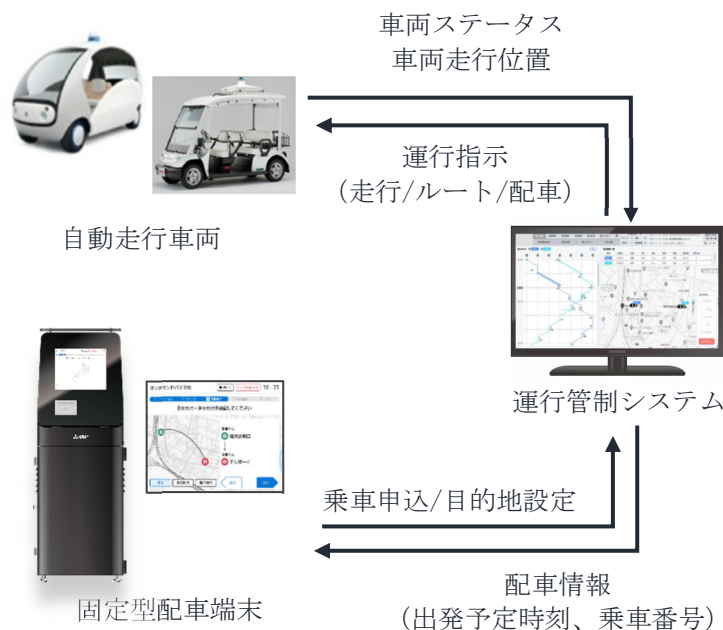 車両ステータス
車両走行位置
運行指示
(走行/ルート/配車)
自動走行車両
運行管制システム
乗車申込/目的地設定
配車情報
(出発予定時刻、乗車番号)
固定型配車端末